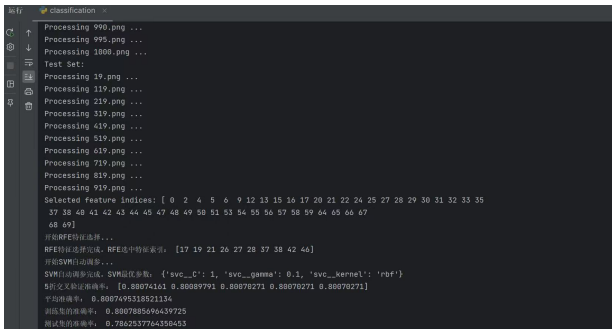 运行
classification
Processing 990.png ...
Processing 995.png ...
Processing 1000.png ...
Test Set:
Processing 19.png ...
Processing 119.png ...
Processing 219.png ...
Processing 319.png ...
Processing 419.png ...
Processing 519.png ...
Processing 619.png ...
Processing 719.png ...
Processing 819.png ...
Processing 919.png ...
Selected feature indices: [ 0 2 4 5 6 9 12 13 15 16 17 20 21 22 24 25 27 28 29 30 31 32 33 35
37 38 40 41 42 43 44 45 47 48 49 50 51 53 54 55 56 57 58 59 64 65 66 67
68 69]
开始RFE特征选择...
RFE特征选择完成，RFE选中特征索引： [17 19 21 26 27 28 37 38 42 46]
开始SVM自动调参...
SVM自动调参完成，SVM最优参数： {'svc__C': 1, 'svc__gamma': 0.1, 'svc__kernel': 'rbf'}
5折交叉验证准确率： [0.80074161 0.80089791 0.80070271 0.80070271 0.80070271]
平均准确率： 0.8007495318521134
训练集的准确率： 0.8007885696439725
测试集的准确率： 0.7862537764350453